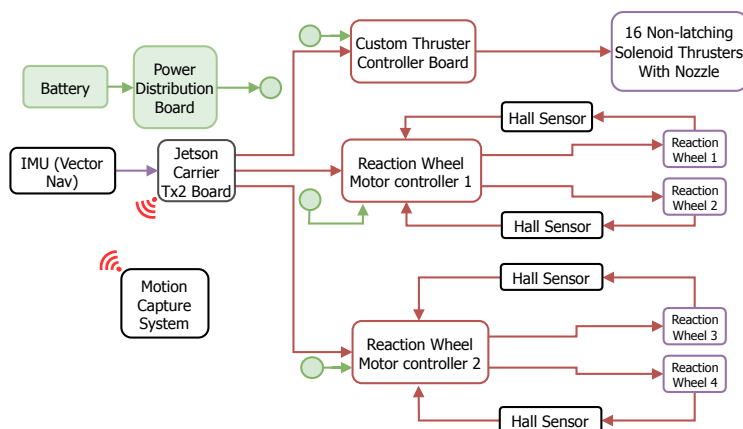 Custom Thruster
Controller Board
16 Non-latching
Solenoid Thrusters
With Nozzle
Battery
Power
Distribution
Board
IMU (Vector
Nav)
Jetson
Carrier
Tx2 Board
Hall Sensor
Reaction Wheel
Motor controller 1
Reaction
Wheel 1
Reaction
Wheel 2
Hall Sensor
Motion
Capture
System
Hall Sensor
Reaction Wheel
Motor controller 2
Reaction
Wheel 3
Reaction
Wheel 4
Hall Sensor